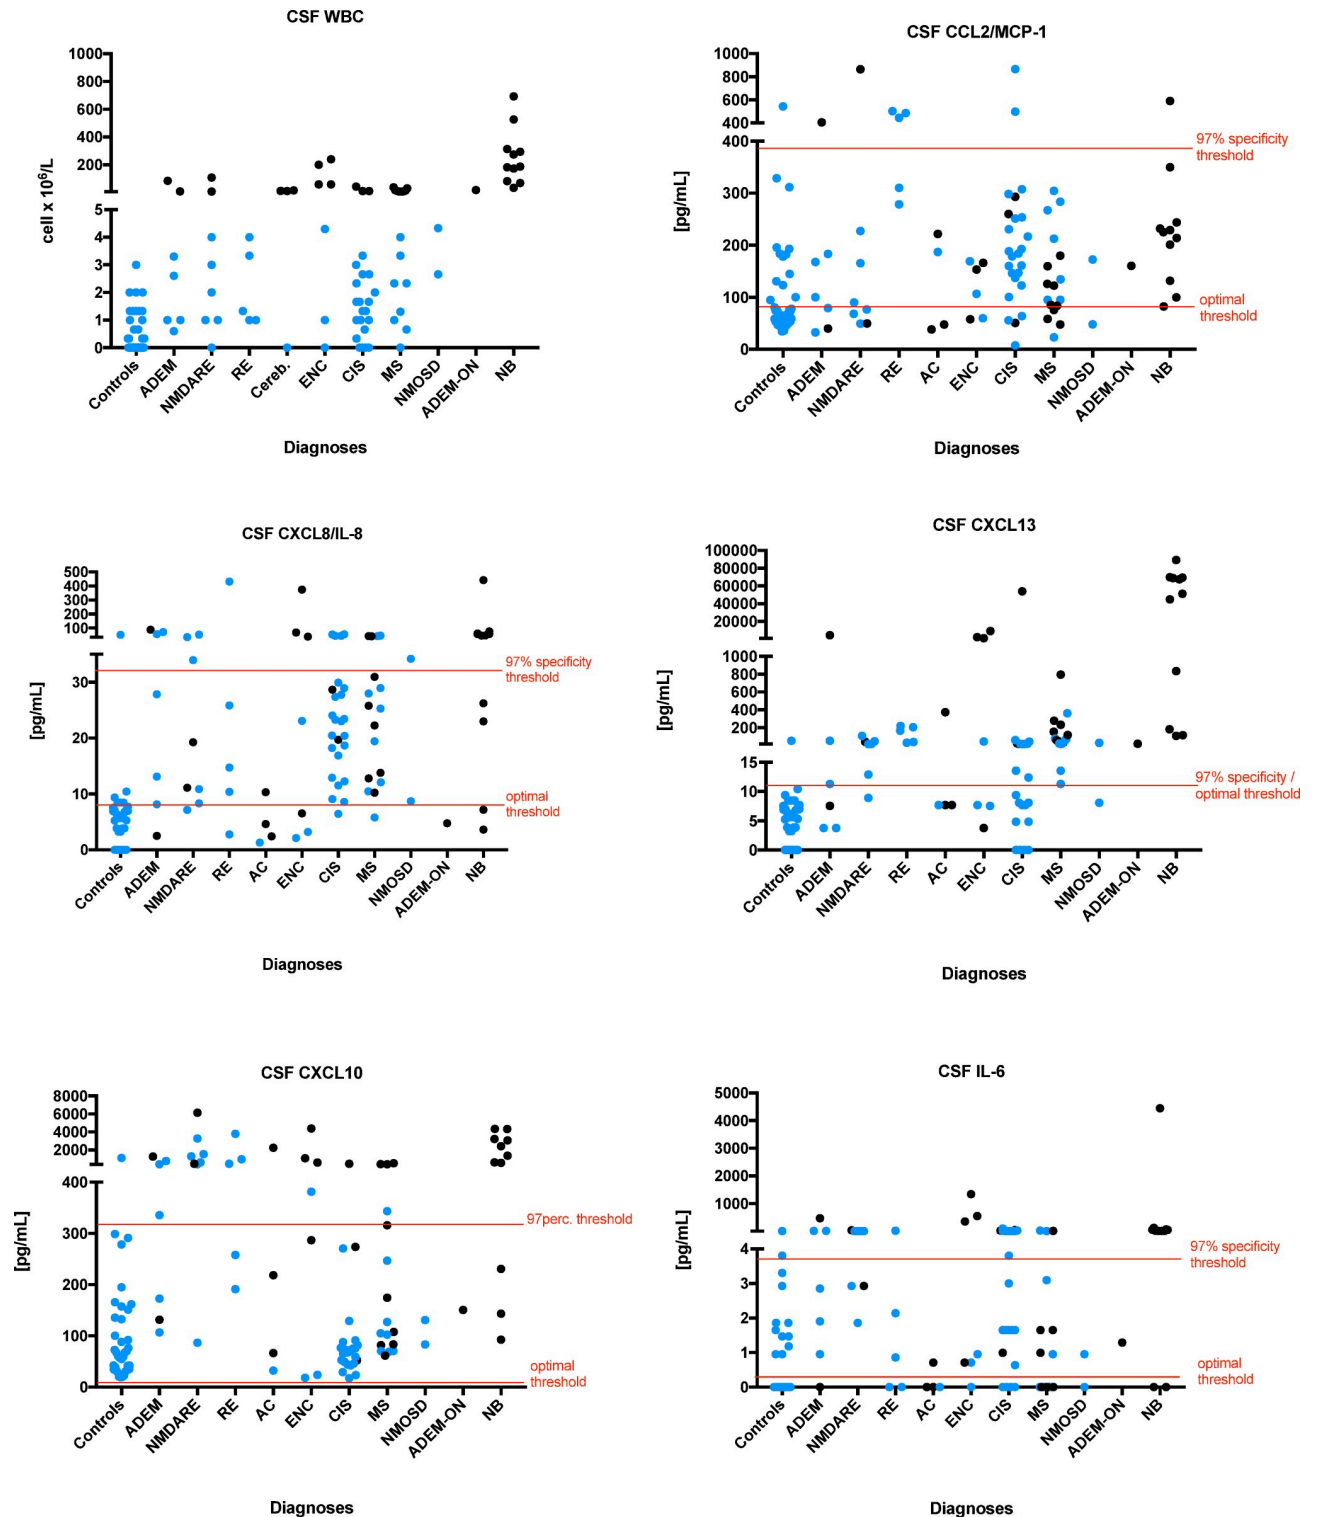 CSF WBC
1000
800
600
400
200
5
4
3
2
1
0
cell x 10⁶/L
Controls
ADEM
NMDARE
RE
Cereb.
ENC
CIS
MS
NMOSD
ADEM-ON
NB
Diagnoses
CSF CCL2/MCP-1
1000
800
600
400
400
300
200
100
0
[pg/mL]
97% specificity
threshold
optimal
threshold
Controls
ADEM
NMDARE
RE
AC
ENC
CIS
MS
NMOSD
ADEM-ON
NB
Diagnoses
CSF CXCL8/IL-8
500
400
300
200
100
30
20
10
0
[pg/mL]
97% specificity
threshold
optimal
threshold
Controls
ADEM
NMDARE
RE
AC
ENC
CIS
MS
NMOSD
ADEM-ON
NB
Diagnoses
CSF CXCL13
100000
80000
60000
40000
20000
1000
800
600
400
200
15
10
5
0
[pg/mL]
97% specificity /
optimal threshold
Controls
ADEM
NMDARE
RE
AC
ENC
CIS
MS
NMOSD
ADEM-ON
NB
Diagnoses
CSF CXCL10
8000
6000
4000
2000
400
300
200
100
0
[pg/mL]
97perc. threshold
optimal
threshold
Controls
ADEM
NMDARE
RE
AC
ENC
CIS
MS
NMOSD
ADEM-ON
NB
Diagnoses
CSF IL-6
5000
4000
3000
2000
1000
4
3
2
1
0
[pg/mL]
97% specificity
threshold
optimal
threshold
Controls
ADEM
NMDARE
RE
AC
ENC
CIS
MS
NMOSD
ADEM-ON
NB
Diagnoses